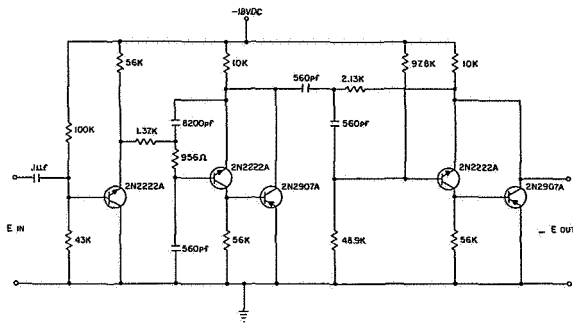 -18VDC
56K
10K
560pf
2.13K
97.8K
10K
100K
1.37K
8200pf
560pf
956Ω
.1µf
2N2222A
2N2222A
2N2907A
2N2222A
2N2907A
E IN
43K
560pf
56K
48.9K
56K
E OUT